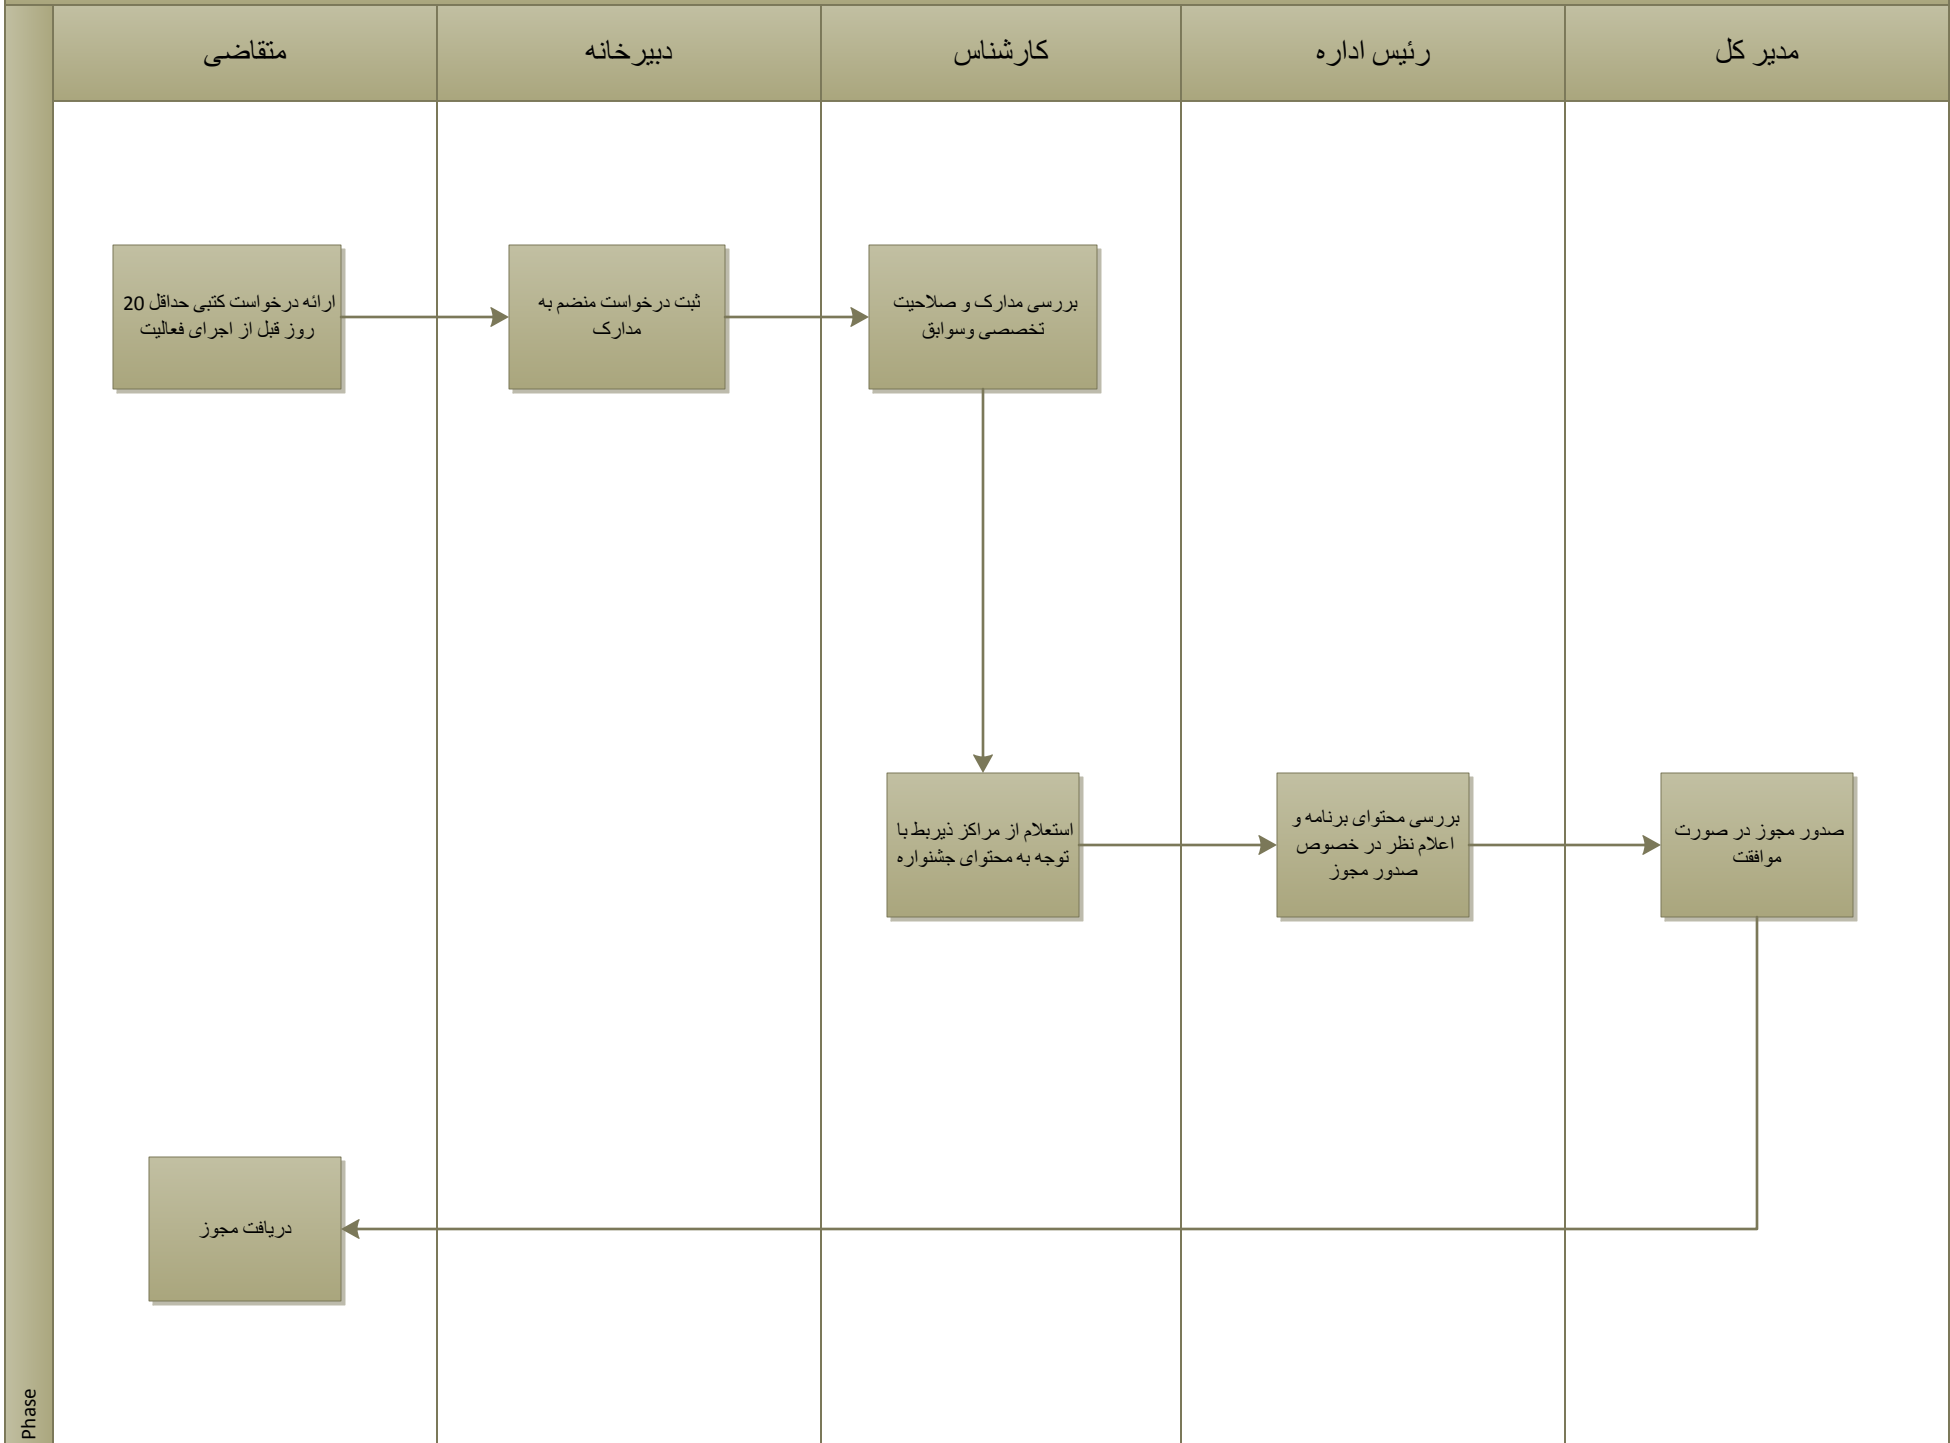 متقاضی
دبیرخانه
کارشناس
رئیس اداره
مدیر کل
ارائه درخواست کتبی حداقل 20
روز قبل از اجرای فعالیت
ثبت درخواست منضم به
مدارک
بررسی مدارک و صلاحیت
تخصصی وسوابق
استعلام از مراکز ذیربط با
توجه به محتوای جشنواره
بررسی محتوای برنامه و
اعلام نظر در خصوص
صدور مجوز
صدور مجوز در صورت
موافقت
دریافت مجوز
Phase